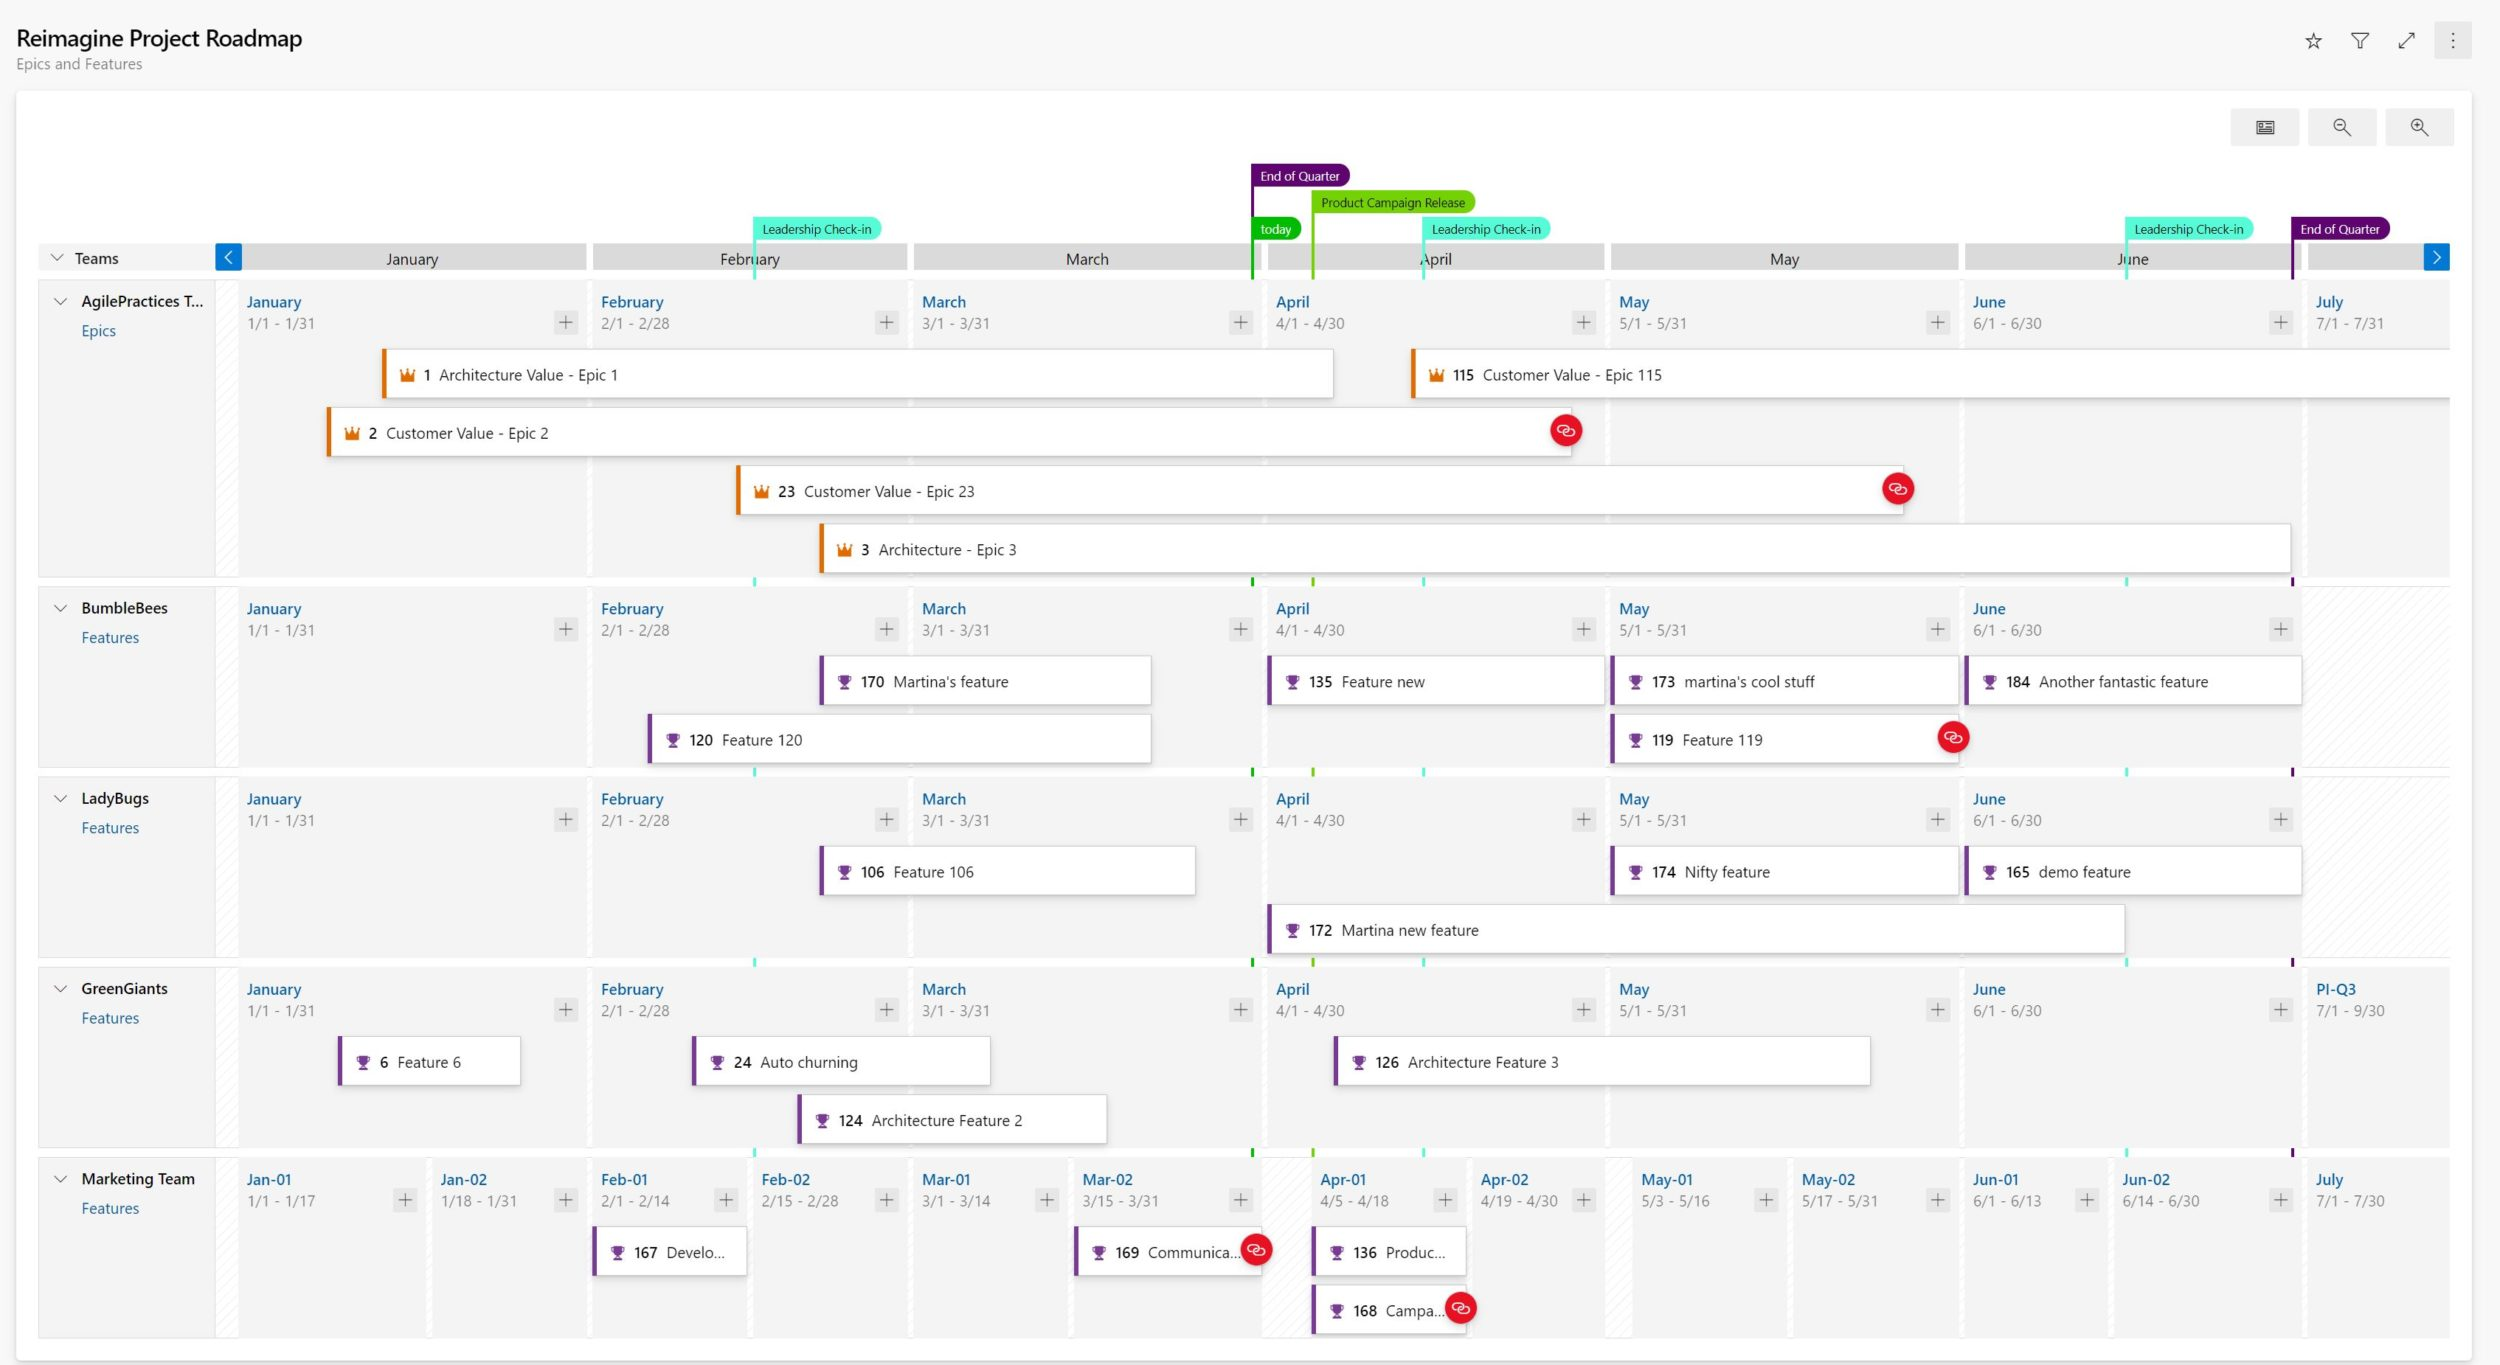 Reimagine Project Roadmap
Epics and Features
End of Quarter
Product Campaign Release
Leadership Check-in
today
Leadership Check-in
Leadership Check-in
End of Quarter
Teams
January
February
March
April
May
June
AgilePractices T...
Epics
January
1/1 - 1/31
February
2/1 - 2/28
March
3/1 - 3/31
April
4/1 - 4/30
May
5/1 - 5/31
June
6/1 - 6/30
July
7/1 - 7/31
1 Architecture Value - Epic 1
115 Customer Value - Epic 115
2 Customer Value - Epic 2
23 Customer Value - Epic 23
3 Architecture - Epic 3
BumbleBees
Features
January
1/1 - 1/31
February
2/1 - 2/28
March
3/1 - 3/31
April
4/1 - 4/30
May
5/1 - 5/31
June
6/1 - 6/30
170 Martina's feature
135 Feature new
173 martina's cool stuff
184 Another fantastic feature
120 Feature 120
119 Feature 119
LadyBugs
Features
January
1/1 - 1/31
February
2/1 - 2/28
March
3/1 - 3/31
April
4/1 - 4/30
May
5/1 - 5/31
June
6/1 - 6/30
106 Feature 106
174 Nifty feature
165 demo feature
172 Martina new feature
GreenGiants
Features
January
1/1 - 1/31
February
2/1 - 2/28
March
3/1 - 3/31
April
4/1 - 4/30
May
5/1 - 5/31
June
6/1 - 6/30
PI-Q3
7/1 - 9/30
6 Feature 6
24 Auto churning
126 Architecture Feature 3
124 Architecture Feature 2
Marketing Team
Features
Jan-01
1/1 - 1/17
Jan-02
1/18 - 1/31
Feb-01
2/1 - 2/14
Feb-02
2/15 - 2/28
Mar-01
3/1 - 3/14
Mar-02
3/15 - 3/31
Apr-01
4/5 - 4/18
Apr-02
4/19 - 4/30
May-01
5/3 - 5/16
May-02
5/17 - 5/31
Jun-01
6/1 - 6/13
Jun-02
6/14 - 6/30
July
7/1 - 7/30
167 Develo...
169 Communica...
136 Produc...
168 Campa...